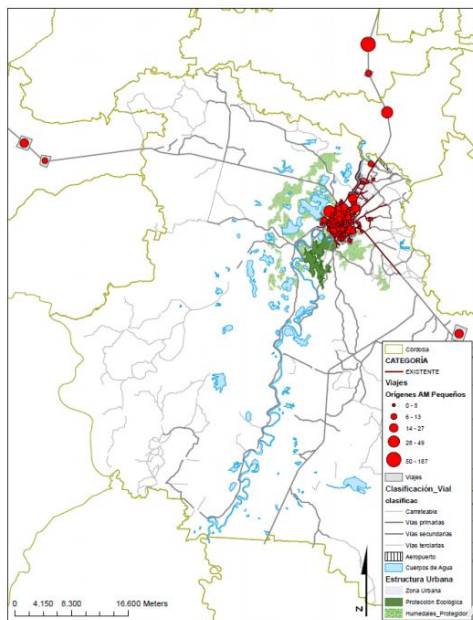 Córdoba
CATEGORÍA
EXISTENTE
Viajes
Orígenes AM Pequeños
0 - 5
6 - 13
14 - 27
28 - 49
50 - 187
Viajes
Clasificación_Vial
clasificac
Carreteable
Vías primarias
Vías secundarias
Vías terciarias
Aeropuerto
Cuerpos de Agua
Estructura Urbana
Zona Urbana
Protección Ecológica
Humedales_Protegidor
0 4.150 8.300 16.600 Meters
N